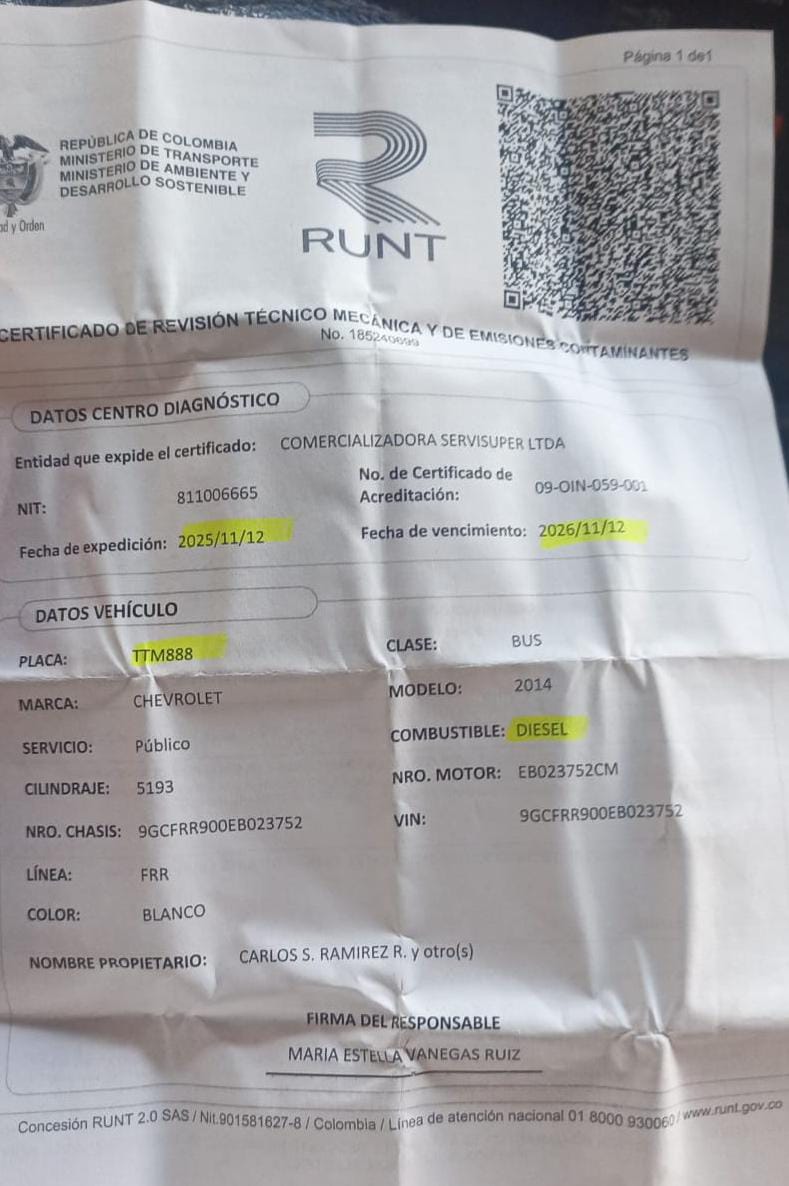 Página 1 de1
REPÚBLICA DE COLOMBIA
MINISTERIO DE TRANSPORTE
MINISTERIO DE AMBIENTE Y
DESARROLLO SOSTENIBLE
y Orden
RUNT
CERTIFICADO DE REVISIÓN TÉCNICO MECÁNICA Y DE EMISIONES CONTAMINANTES
No. 185240699
DATOS CENTRO DIAGNÓSTICO
Entidad que expide el certificado: COMERCIALIZADORA SERVISUPER LTDA
NIT: 811006665 No. de Certificado de Acreditación: 09-OIN-059-001
Fecha de expedición: 2025/11/12 Fecha de vencimiento: 2026/11/12
DATOS VEHÍCULO
PLACA: TTM888 CLASE: BUS
MARCA: CHEVROLET MODELO: 2014
SERVICIO: Público COMBUSTIBLE: DIESEL
CILINDRAJE: 5193 NRO. MOTOR: EB023752CM
NRO. CHASIS: 9GCFRR900EB023752 VIN: 9GCFRR900EB023752
LÍNEA: FRR
COLOR: BLANCO
NOMBRE PROPIETARIO: CARLOS S. RAMIREZ R. y otro(s)
FIRMA DEL RESPONSABLE
MARIA ESTELLA VANEGAS RUIZ
Concesión RUNT 2.0 SAS / Nit.901581627-8 / Colombia / Línea de atención nacional 01 8000 930060 / www.runt.gov.co